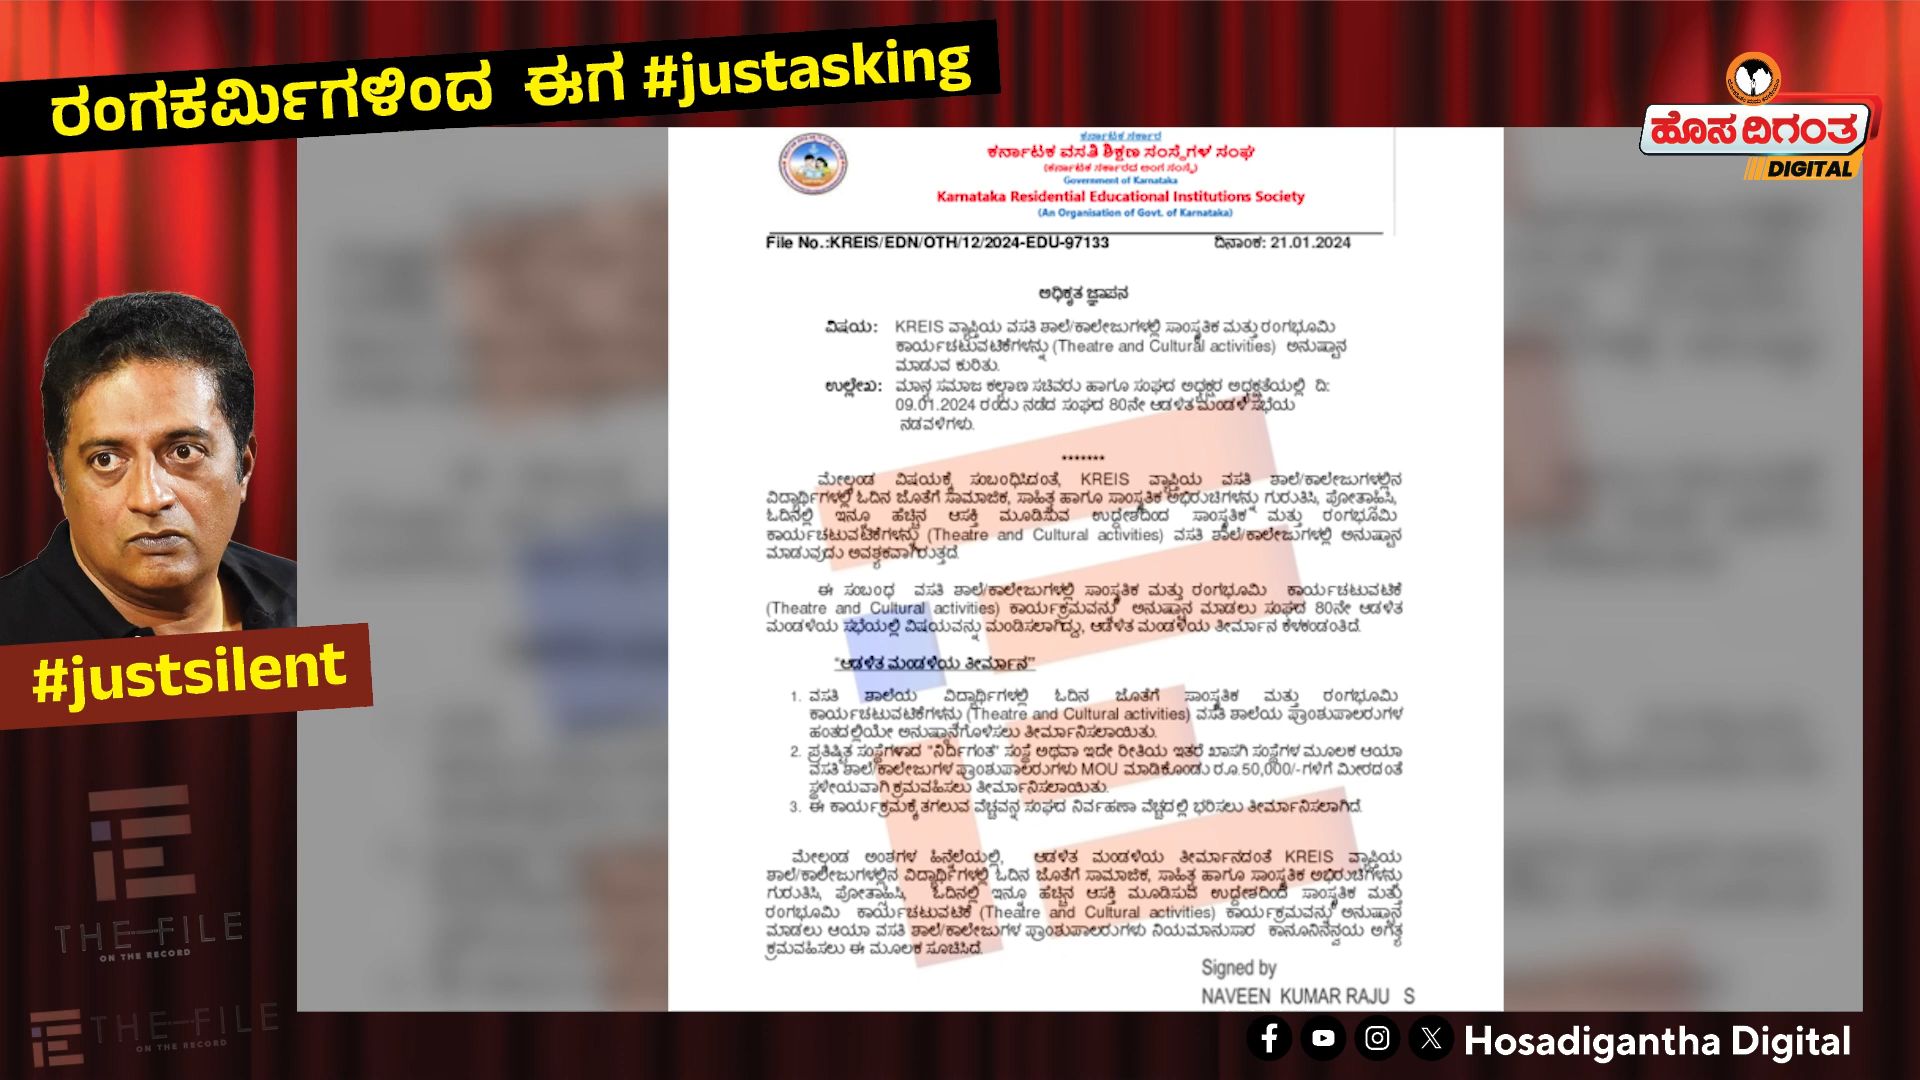 ರಂಗಕರ್ಮಿಗಳಿಂದ ಈಗ #justasking
ಹೊಸ ದಿಗಂತ
DIGITAL
ಕರ್ನಾಟಕ ಸರ್ಕಾರ
ಕರ್ನಾಟಕ ವಸತಿ ಶಿಕ್ಷಣ ಸಂಸ್ಥೆಗಳ ಸಂಘ
(ಕರ್ನಾಟಕ ಸರ್ಕಾರದ ಅಂಗ ಸಂಸ್ಥೆ)
Government of Karnataka
Karnataka Residential Educational Institutions Society
(An Organisation of Govt. of Karnataka)
File No.:KREIS/EDN/OTH/12/2024-EDU-97133 ದಿನಾಂಕ: 21.01.2024
ಅಧಿಕೃತ ಜ್ಞಾಪನ
ವಿಷಯ: KREIS ವ್ಯಾಪ್ತಿಯ ವಸತಿ ಶಾಲೆ/ಕಾಲೇಜುಗಳಲ್ಲಿ ಸಾಂಸ್ಕೃತಿಕ ಮತ್ತು ರಂಗಭೂಮಿ
ಕಾರ್ಯಚಟುವಟಿಕೆಗಳನ್ನು (Theatre and Cultural activities) ಅನುಷ್ಠಾನ
ಮಾಡುವ ಕುರಿತು.
ಉಲ್ಲೇಖ: ಮಾನ್ಯ ಸಮಾಜ ಕಲ್ಯಾಣ ಸಚಿವರು ಹಾಗೂ ಸಂಘದ ಅಧ್ಯಕ್ಷರ ಅಧ್ಯಕ್ಷತೆಯಲ್ಲಿ ದಿ:
09.01.2024 ರಂದು ನಡೆದ ಸಂಘದ 80ನೇ ಆಡಳಿತ ಮಂಡಳಿ ಸಭೆಯ
ನಡವಳಿಗಳು.
*******
ಮೇಲ್ಕಂಡ ವಿಷಯಕ್ಕೆ ಸಂಬಂಧಿಸಿದಂತೆ, KREIS ವ್ಯಾಪ್ತಿಯ ವಸತಿ ಶಾಲೆ/ಕಾಲೇಜುಗಳಲ್ಲಿನ
ವಿದ್ಯಾರ್ಥಿಗಳಲ್ಲಿ ಓದಿನ ಜೊತೆಗೆ ಸಾಮಾಜಿಕ, ಸಾಹಿತ್ಯ ಹಾಗೂ ಸಾಂಸ್ಕೃತಿಕ ಅಭಿರುಚಿಗಳನ್ನು ಗುರುತಿಸಿ, ಪ್ರೋತ್ಸಾಹಿಸಿ,
ಓದಿನಲ್ಲಿ ಇನ್ನೂ ಹೆಚ್ಚಿನ ಆಸಕ್ತಿ ಮೂಡಿಸುವ ಉದ್ದೇಶದಿಂದ ಸಾಂಸ್ಕೃತಿಕ ಮತ್ತು ರಂಗಭೂಮಿ
ಕಾರ್ಯಚಟುವಟಿಕೆಗಳನ್ನು (Theatre and Cultural activities) ವಸತಿ ಶಾಲೆ/ಕಾಲೇಜುಗಳಲ್ಲಿ ಅನುಷ್ಠಾನ
ಮಾಡುವುದು ಅವಶ್ಯಕವಾಗಿರುತ್ತದೆ.
ಈ ಸಂಬಂಧ ವಸತಿ ಶಾಲೆ/ಕಾಲೇಜುಗಳಲ್ಲಿ ಸಾಂಸ್ಕೃತಿಕ ಮತ್ತು ರಂಗಭೂಮಿ ಕಾರ್ಯಚಟುವಟಿಕೆ
(Theatre and Cultural activities) ಕಾರ್ಯಕ್ರಮವನ್ನು ಅನುಷ್ಠಾನ ಮಾಡಲು ಸಂಘದ 80ನೇ ಆಡಳಿತ
ಮಂಡಳಿಯ ಸಭೆಯಲ್ಲಿ ವಿಷಯವನ್ನು ಮಂಡಿಸಲಾಗಿದ್ದು, ಆಡಳಿತ ಮಂಡಳಿಯ ತೀರ್ಮಾನ ಕೆಳಕಂಡಂತಿದೆ.
"ಆಡಳಿತ ಮಂಡಳಿಯ ತೀರ್ಮಾನ"
1. ವಸತಿ ಶಾಲೆಯ ವಿದ್ಯಾರ್ಥಿಗಳಲ್ಲಿ ಓದಿನ ಜೊತೆಗೆ ಸಾಂಸ್ಕೃತಿಕ ಮತ್ತು ರಂಗಭೂಮಿ
ಕಾರ್ಯಚಟುವಟಿಕೆಗಳನ್ನು (Theatre and Cultural activities) ವಸತಿ ಶಾಲೆಯ ಪ್ರಾಂಶುಪಾಲರುಗಳ
ಹಂತದಲ್ಲಿಯೇ ಅನುಷ್ಠಾನಗೊಳಿಸಲು ತೀರ್ಮಾನಿಸಲಾಯಿತು.
2. ಪ್ರತಿಷ್ಠಿತ ಸಂಸ್ಥೆಗಳಾದ "ನಿರ್ದಿಗಂತ" ಸಂಸ್ಥೆ ಅಥವಾ ಇದೇ ರೀತಿಯ ಇತರೆ ಖಾಸಗಿ ಸಂಸ್ಥೆಗಳ ಮೂಲಕ ಆಯಾ
ವಸತಿ ಶಾಲೆ/ಕಾಲೇಜುಗಳ ಪ್ರಾಂಶುಪಾಲರುಗಳು MOU ಮಾಡಿಕೊಂಡು ರೂ.50,000/-ಗಳಿಗೆ ಮೀರದಂತೆ
ಸ್ಥಳೀಯವಾಗಿ ಕ್ರಮವಹಿಸಲು ತೀರ್ಮಾನಿಸಲಾಯಿತು.
3. ಈ ಕಾರ್ಯಕ್ರಮಕ್ಕೆ ತಗಲುವ ವೆಚ್ಚವನ್ನು ಸಂಘದ ನಿರ್ವಹಣಾ ವೆಚ್ಚದಲ್ಲಿ ಭರಿಸಲು ತೀರ್ಮಾನಿಸಲಾಗಿದೆ.
ಮೇಲ್ಕಂಡ ಅಂಶಗಳ ಹಿನ್ನೆಲೆಯಲ್ಲಿ, ಆಡಳಿತ ಮಂಡಳಿಯ ತೀರ್ಮಾನದಂತೆ KREIS ವ್ಯಾಪ್ತಿಯ
ಶಾಲೆ/ಕಾಲೇಜುಗಳಲ್ಲಿನ ವಿದ್ಯಾರ್ಥಿಗಳಲ್ಲಿ ಓದಿನ ಜೊತೆಗೆ ಸಾಮಾಜಿಕ, ಸಾಹಿತ್ಯ ಹಾಗೂ ಸಾಂಸ್ಕೃತಿಕ ಅಭಿರುಚಿಗಳನ್ನು
ಗುರುತಿಸಿ, ಪ್ರೋತ್ಸಾಹಿಸಿ, ಓದಿನಲ್ಲಿ ಇನ್ನೂ ಹೆಚ್ಚಿನ ಆಸಕ್ತಿ ಮೂಡಿಸುವ ಉದ್ದೇಶದಿಂದ ಸಾಂಸ್ಕೃತಿಕ ಮತ್ತು
ರಂಗಭೂಮಿ ಕಾರ್ಯಚಟುವಟಿಕೆ (Theatre and Cultural activities) ಕಾರ್ಯಕ್ರಮವನ್ನು ಅನುಷ್ಠಾನ
ಮಾಡಲು ಆಯಾ ವಸತಿ ಶಾಲೆ/ಕಾಲೇಜುಗಳ ಪ್ರಾಂಶುಪಾಲರುಗಳು ನಿಯಮಾನುಸಾರ ಕಾನೂನಿನನ್ವಯ ಅಗತ್ಯ
ಕ್ರಮವಹಿಸಲು ಈ ಮೂಲಕ ಸೂಚಿಸಿದೆ.
Signed by
NAVEEN KUMAR RAJU S
#justsilent
THE FILE
ON THE RECORD
THE FILE
ON THE RECORD
Hosadigantha Digital